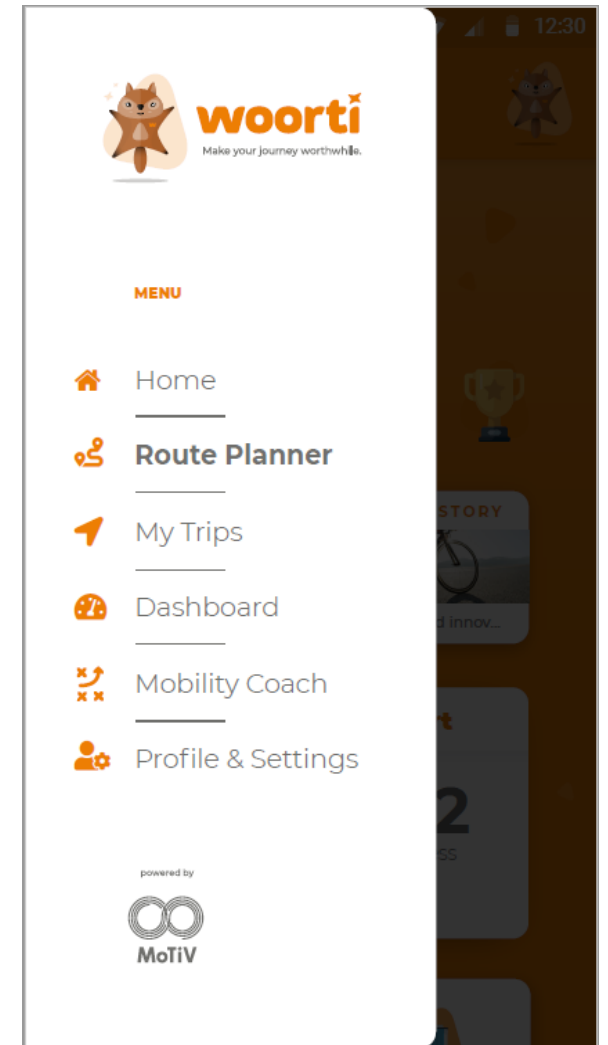 12:30
woorti
Make your journey worthwhile.
MENU
Home
Route Planner
My Trips
STORY
Dashboard
d innov...
Mobility Coach
rt
Profile & Settings
2
ss
powered by
MoTiV